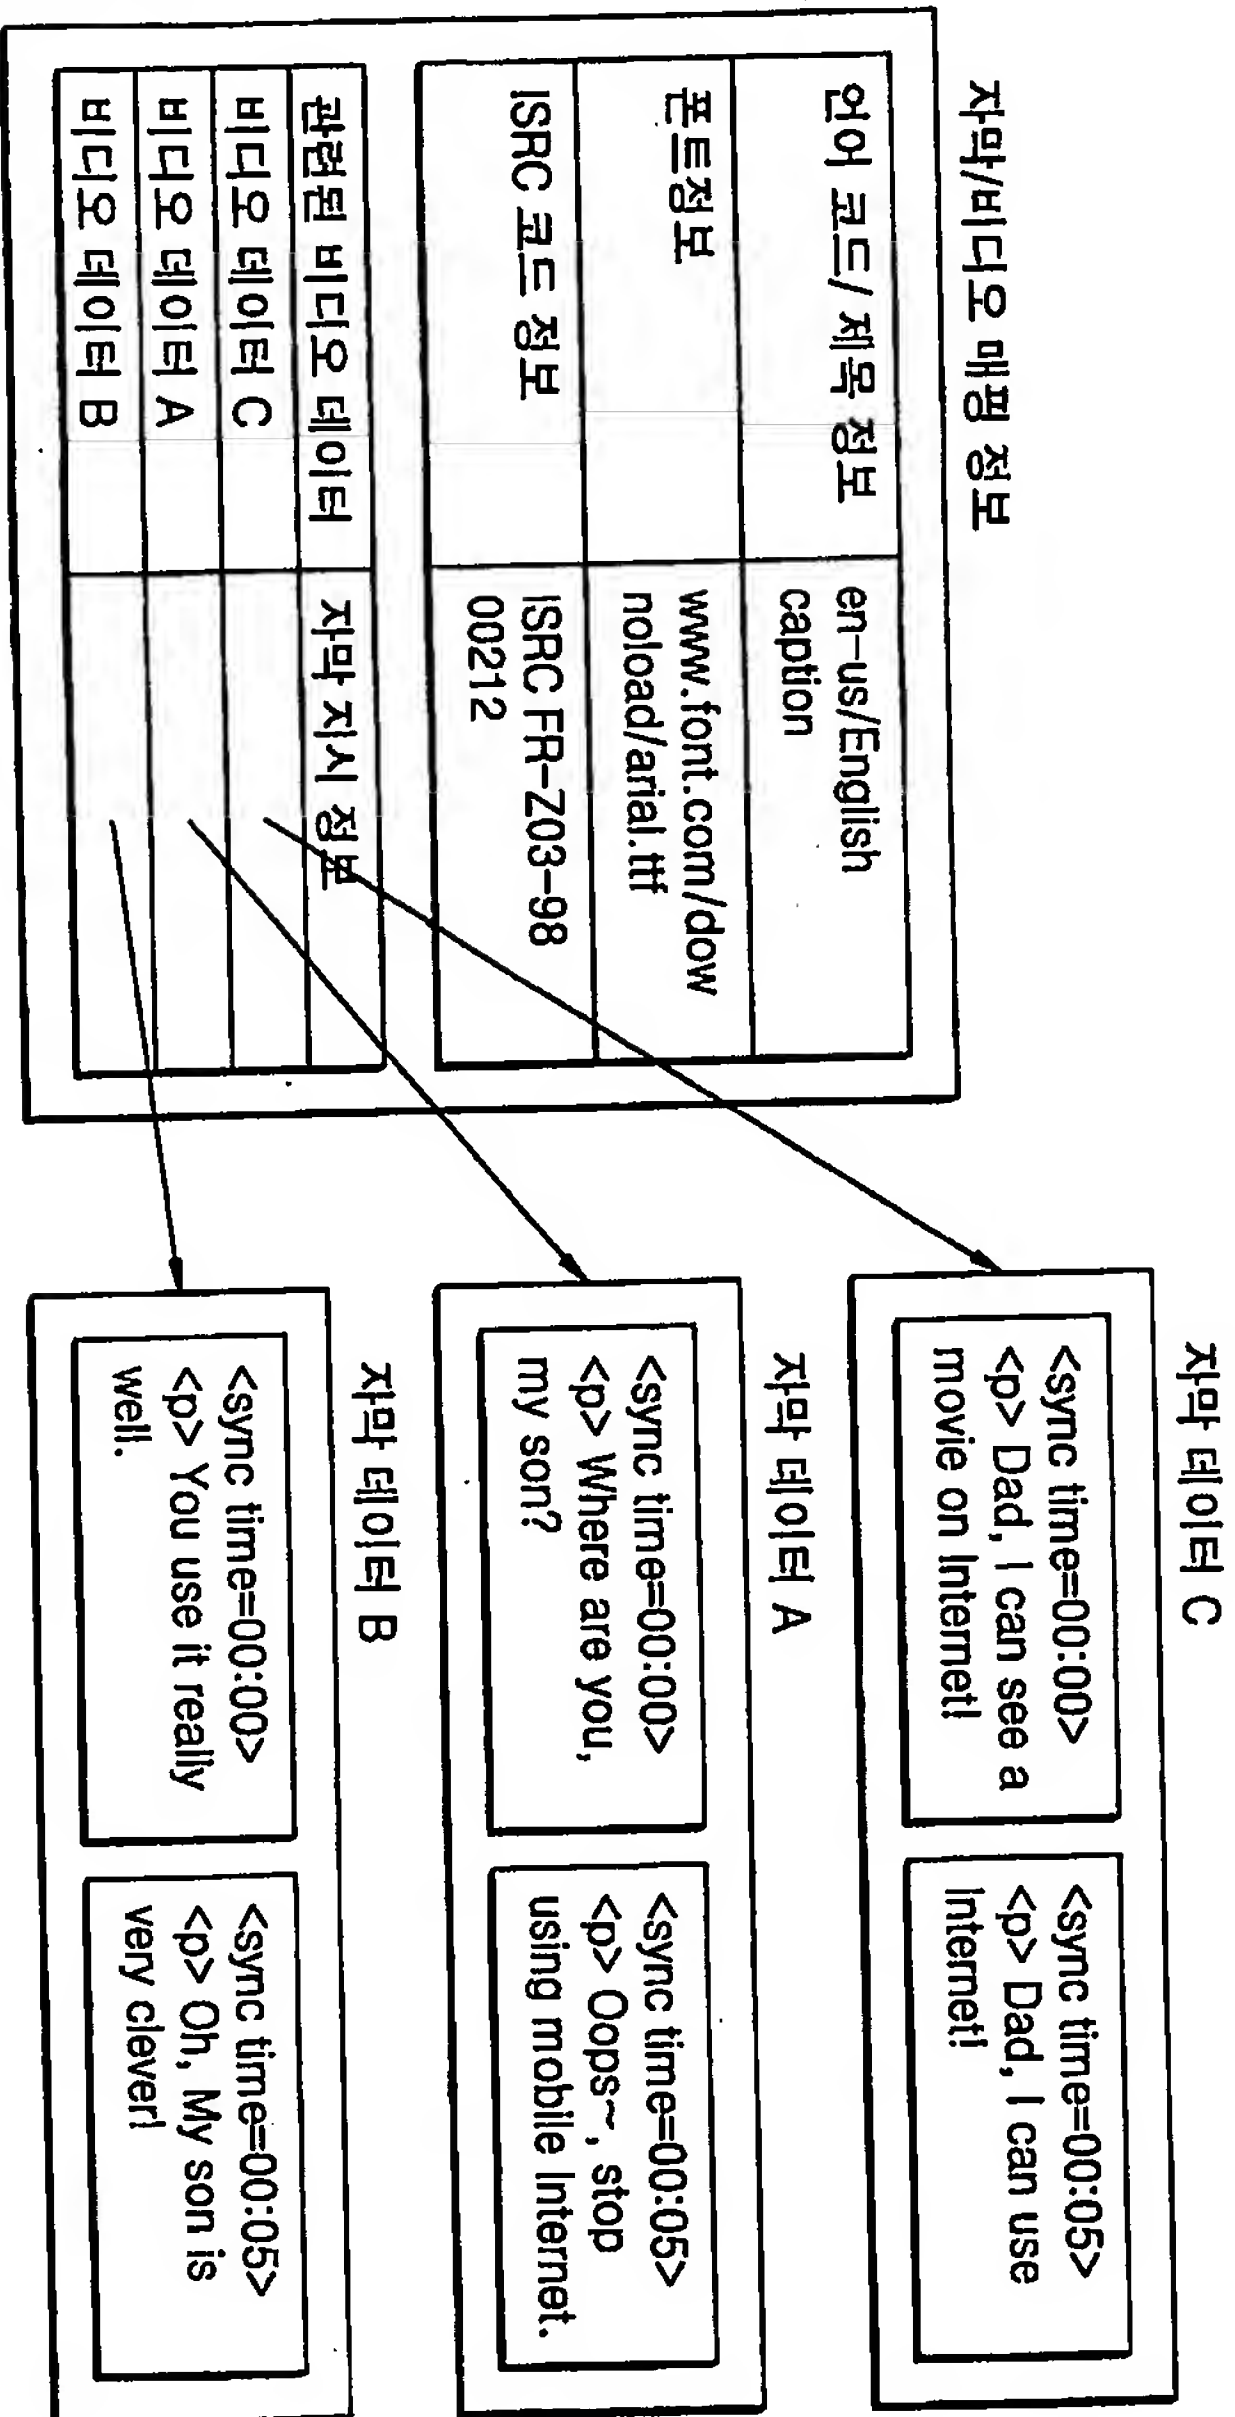 자막/비디오 매핑 정보
언어 코드/ 제목 정보
en-us/English
caption
폰트정보
www.font.com/dow
noload/arial.ttf
ISRC 코드 정보
ISRC FR-Z03-98
00212
관련된 비디오 데이터
자막 지시 정보
비디오 데이터 C
비디오 데이터 A
비디오 데이터 B
자막 데이터 C
<sync time=00:00>
<p> Dad, I can see a
movie on Internet!
<sync time=00:05>
<p> Dad, I can use
Internet!
자막 데이터 A
<sync time=00:00>
<p> Where are you,
my son?
<sync time=00:05>
<p> Oops~, stop
using mobile Internet.
자막 데이터 B
<sync time=00:00>
<p> You use it really
well.
<sync time=00:05>
<p> Oh, My son is
very clever!